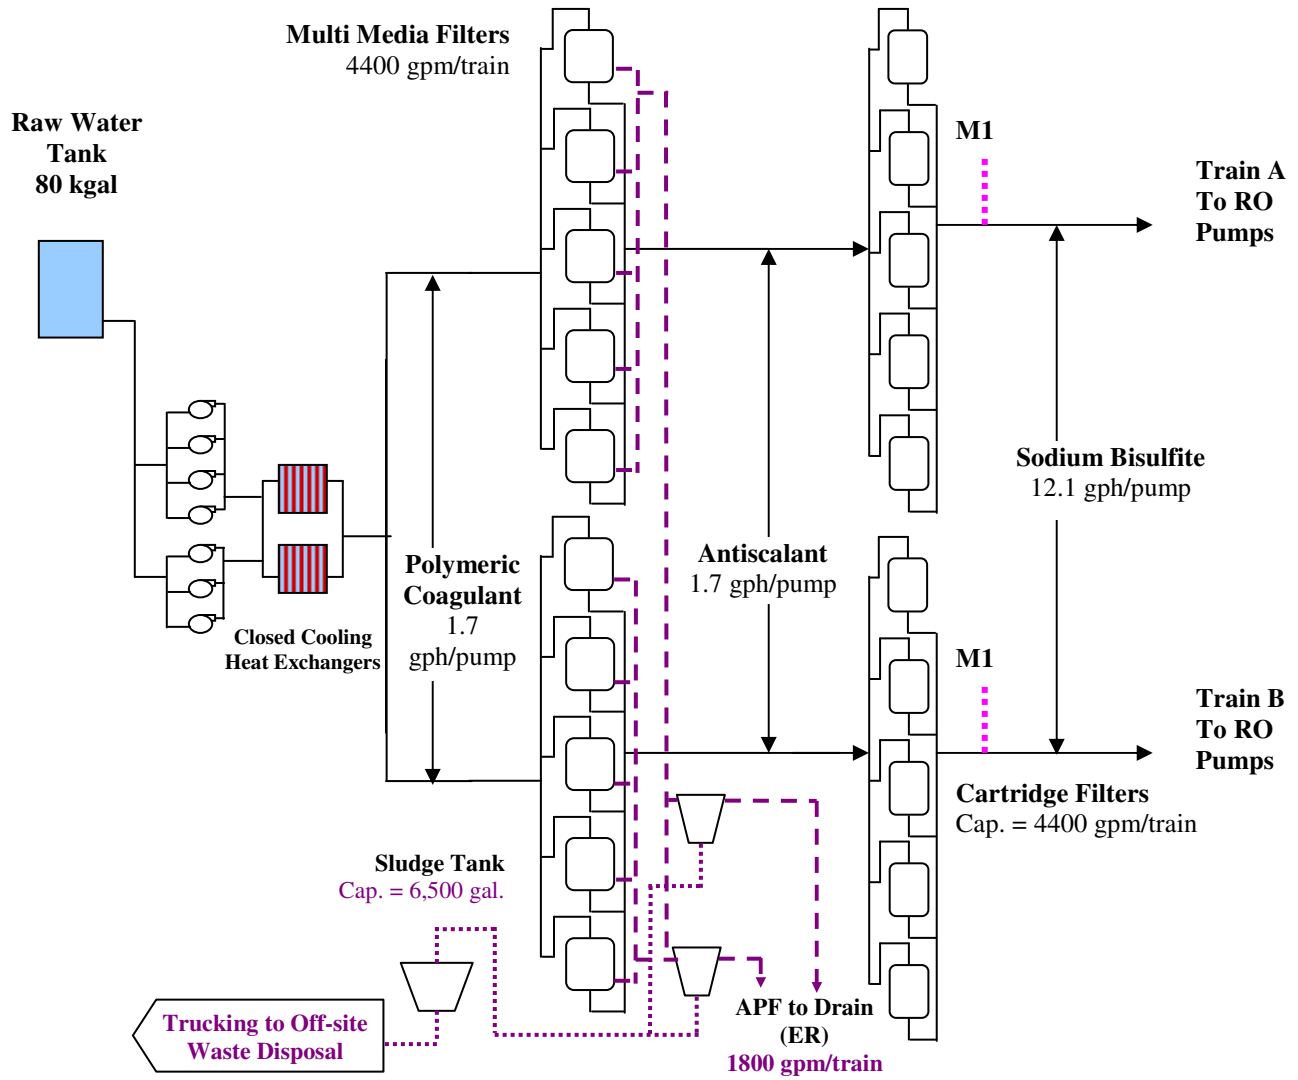 Multi Media Filters
4400 gpm/train
Raw Water
Tank
80 kgal
M1
Train A
To RO
Pumps
Sodium Bisulfite
12.1 gph/pump
Polymeric
Coagulant
1.7
gph/pump
Antiscalant
1.7 gph/pump
Closed Cooling
Heat Exchangers
M1
Train B
To RO
Pumps
Cartridge Filters
Cap. = 4400 gpm/train
Sludge Tank
Cap. = 6,500 gal.
APF to Drain
(ER)
1800 gpm/train
Trucking to Off-site
Waste Disposal